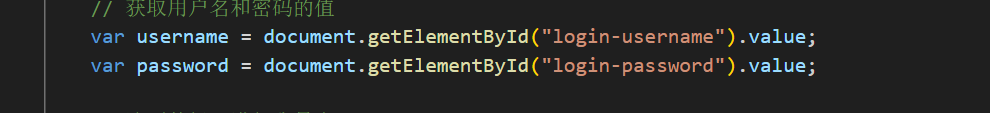 // 获取用户名和密码的值
var username = document.getElementById("login-username").value;
var password = document.getElementById("login-password").value;